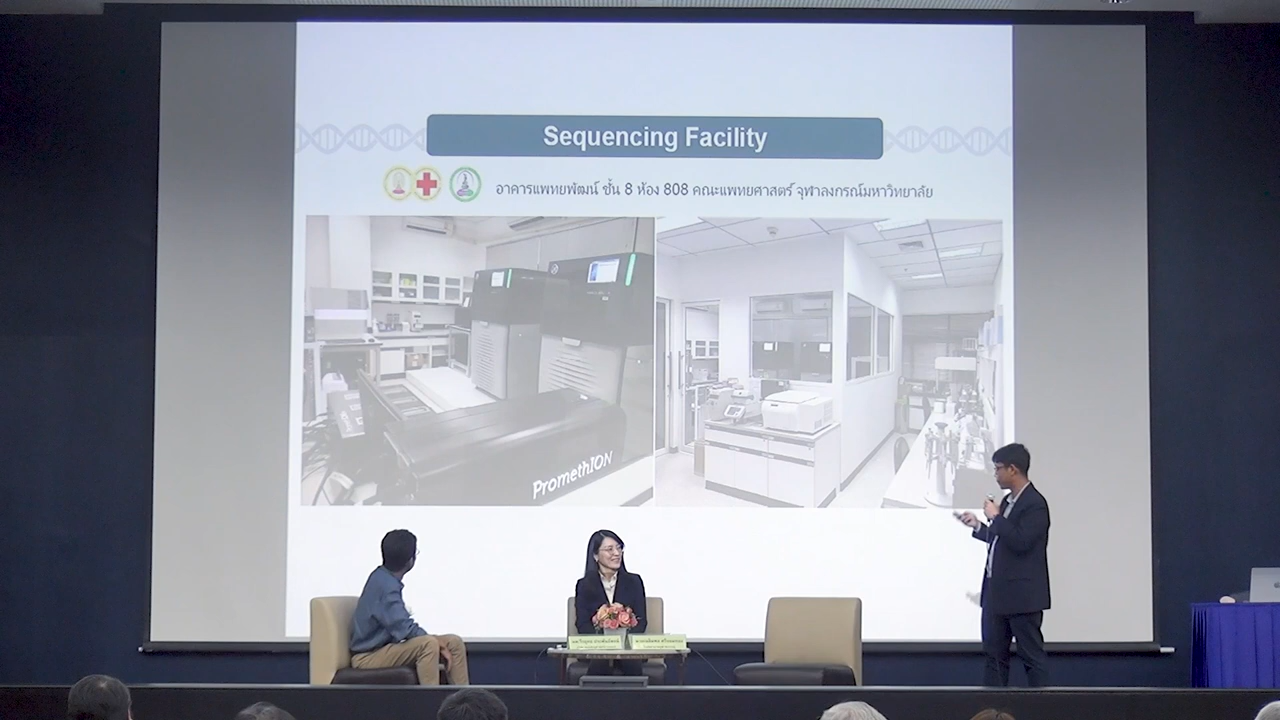 Sequencing Facility
อาคารแพทยพัฒน์ ชั้น 8 ห้อง 808 คณะแพทยศาสตร์ จุฬาลงกรณ์มหาวิทยาลัย
PromethION